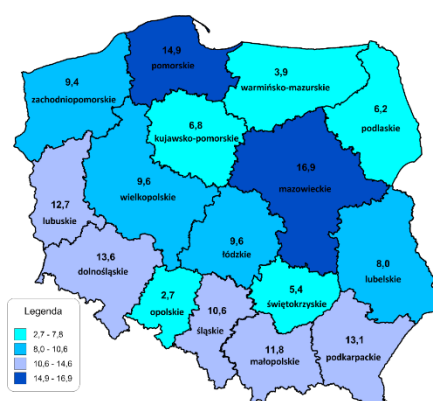 14,9
pomorskie
3,9
warmińsko-mazurskie
9,4
zachodniopomorskie
6,2
podlaskie
6,8
kujawsko-pomorskie
16,9
mazowieckie
9,6
wielkopolskie
12,7
lubuskie
9,6
łódzkie
8,0
lubelskie
13,6
dolnośląskie
2,7
opolskie
5,4
świętokrzyskie
10,6
śląskie
11,8
małopolskie
13,1
podkarpackie
Legenda
2,7 - 7,8
8,0 - 10,6
10,6 - 14,6
14,9 - 16,9